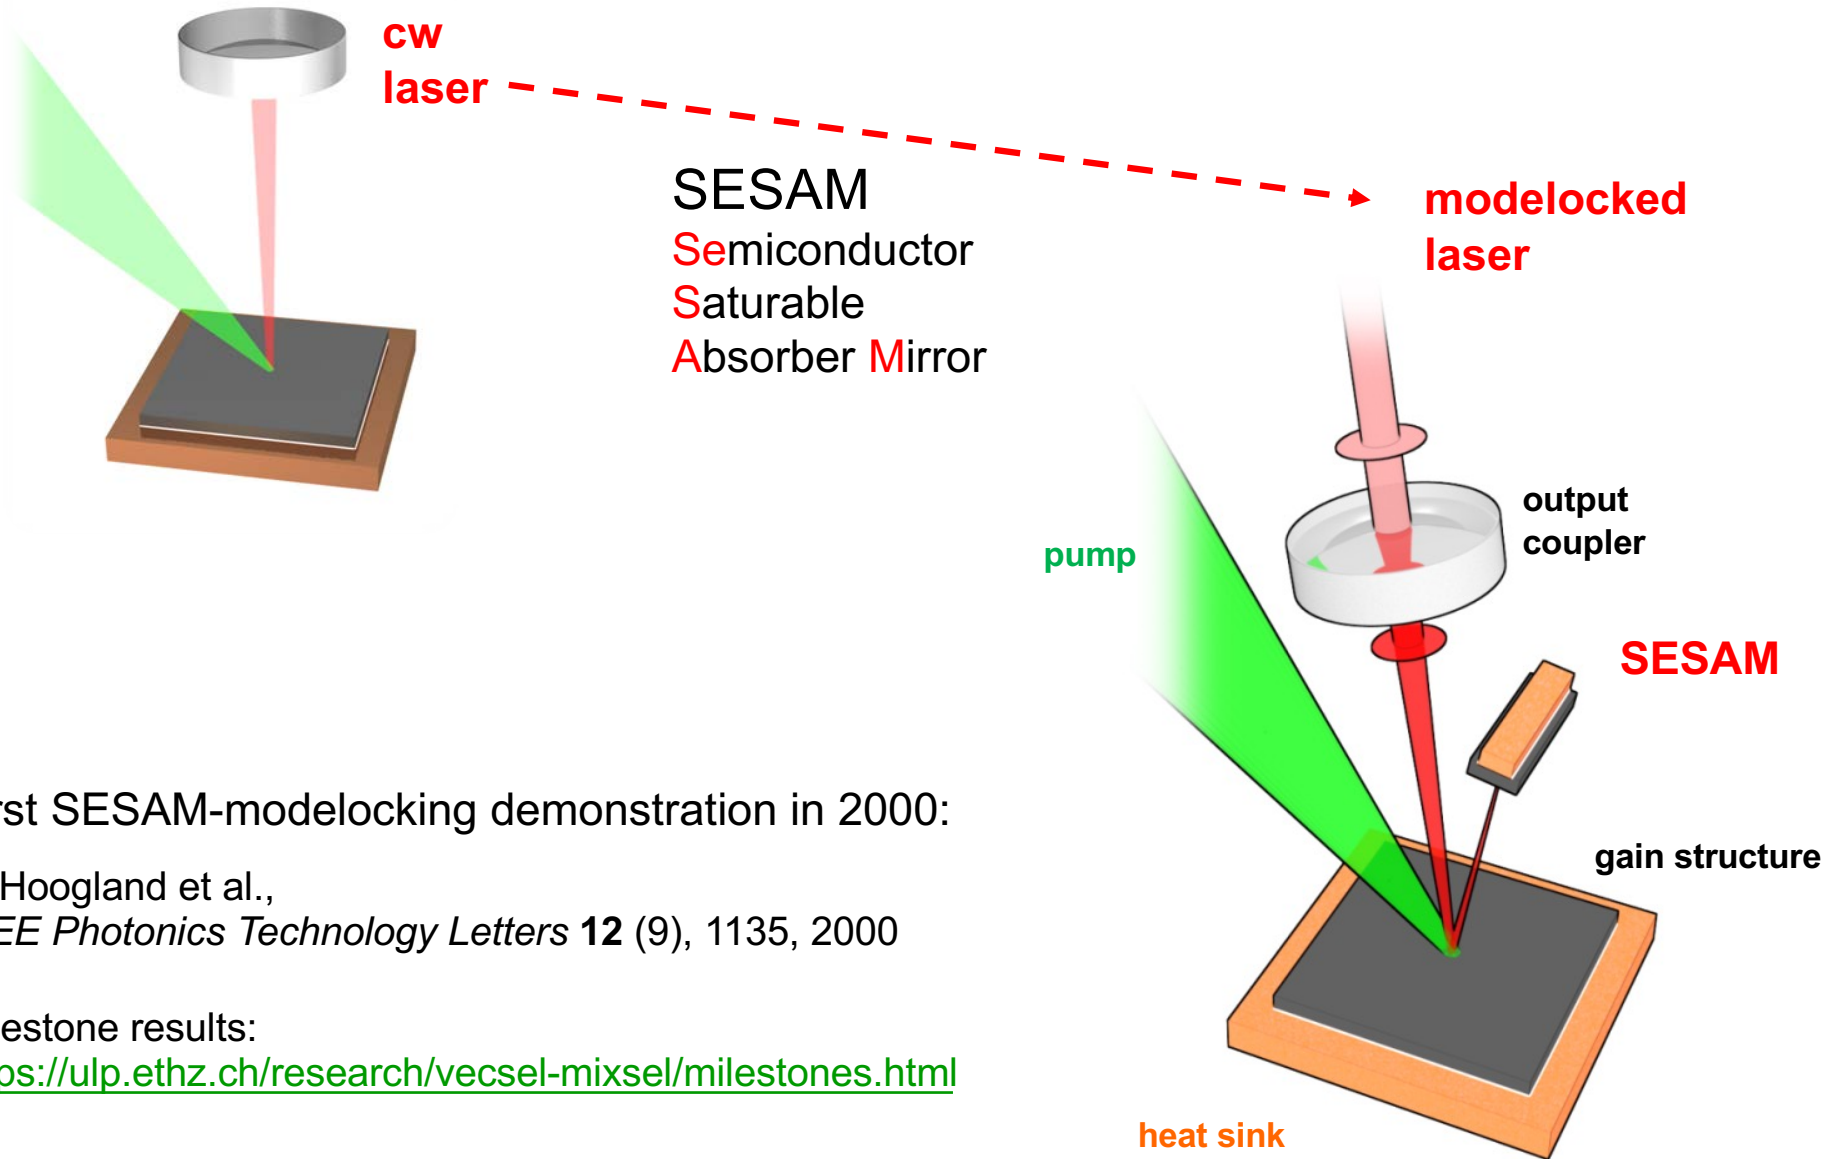 cw
laser
SESAM
Semiconductor
Saturable
Absorber Mirror
modelocked
laser
output
coupler
pump
SESAM
gain structure
heat sink
rst SESAM-modelocking demonstration in 2000:
Hoogland et al.,
EE Photonics Technology Letters 12 (9), 1135, 2000
estone results:
ps://ulp.ethz.ch/research/vecsel-mixsel/milestones.html